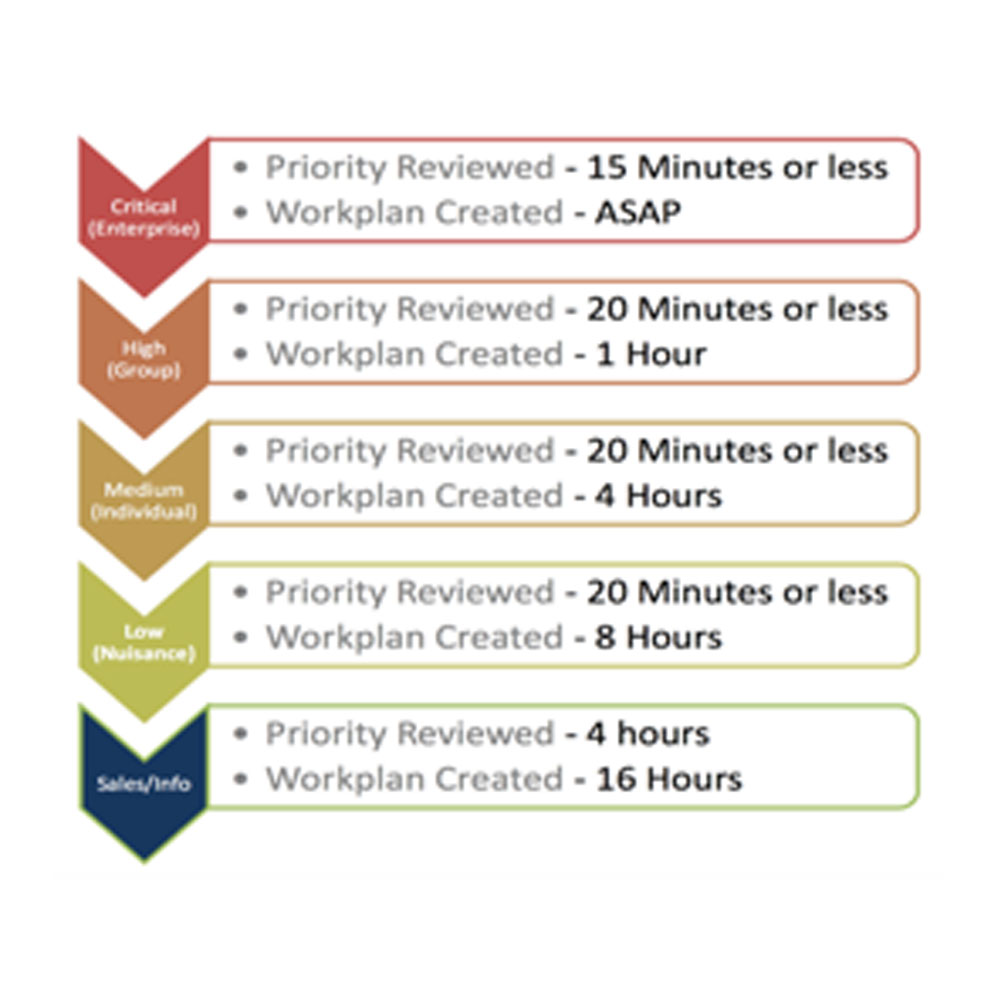 Critical
(Enterprise)
• Priority Reviewed - 15 Minutes or less
• Workplan Created - ASAP
High
(Group)
• Priority Reviewed - 20 Minutes or less
• Workplan Created - 1 Hour
Medium
(Individual)
• Priority Reviewed - 20 Minutes or less
• Workplan Created - 4 Hours
Low
(Nuisance)
• Priority Reviewed - 20 Minutes or less
• Workplan Created - 8 Hours
Sales/Info
• Priority Reviewed - 4 hours
• Workplan Created - 16 Hours